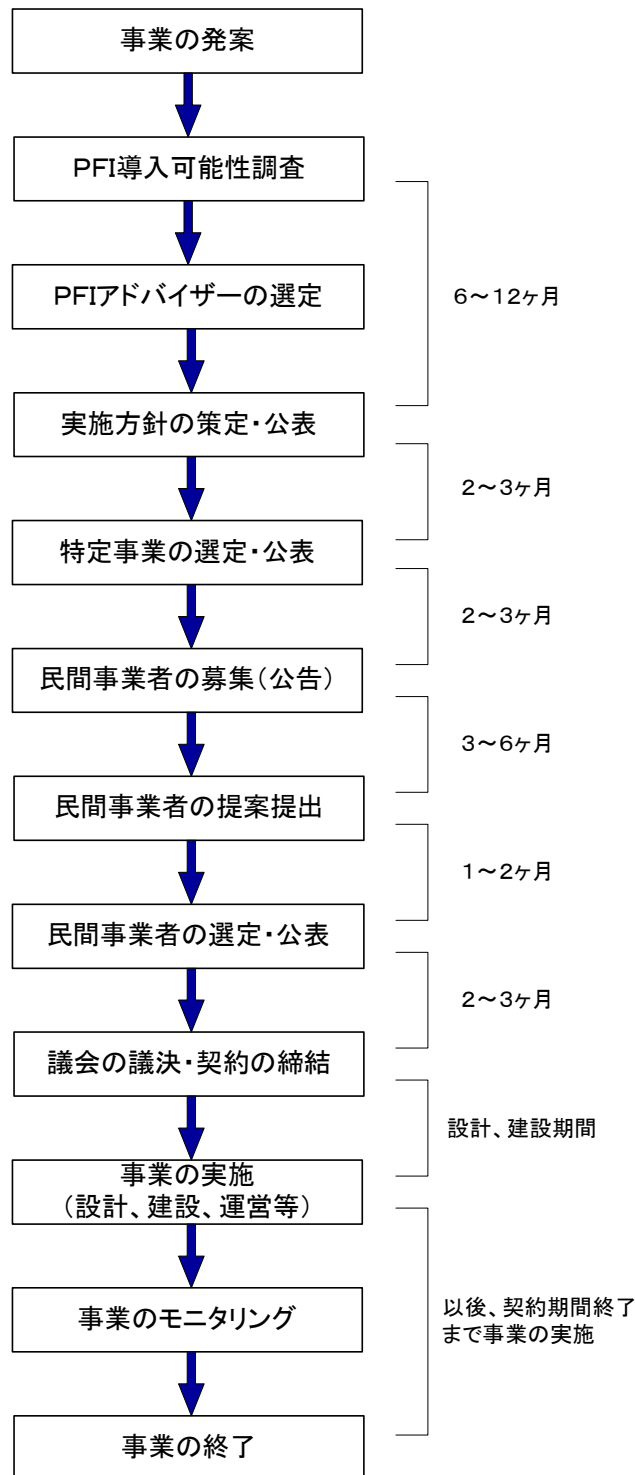 事業の発案
PFI導入可能性調査
PFIアドバイザーの選定
6～12ヶ月
実施方針の策定・公表
2～3ヶ月
特定事業の選定・公表
2～3ヶ月
民間事業者の募集（公告）
3～6ヶ月
民間事業者の提案提出
1～2ヶ月
民間事業者の選定・公表
2～3ヶ月
議会の議決・契約の締結
設計、建設期間
事業の実施
（設計、建設、運営等）
事業のモニタリング
以後、契約期間終了
まで事業の実施
事業の終了